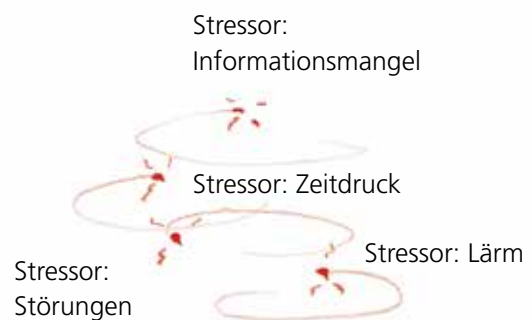 Stressor:
Informationsmangel
Stressor: Zeitdruck
Stressor: Lärm
Stressor:
Störungen